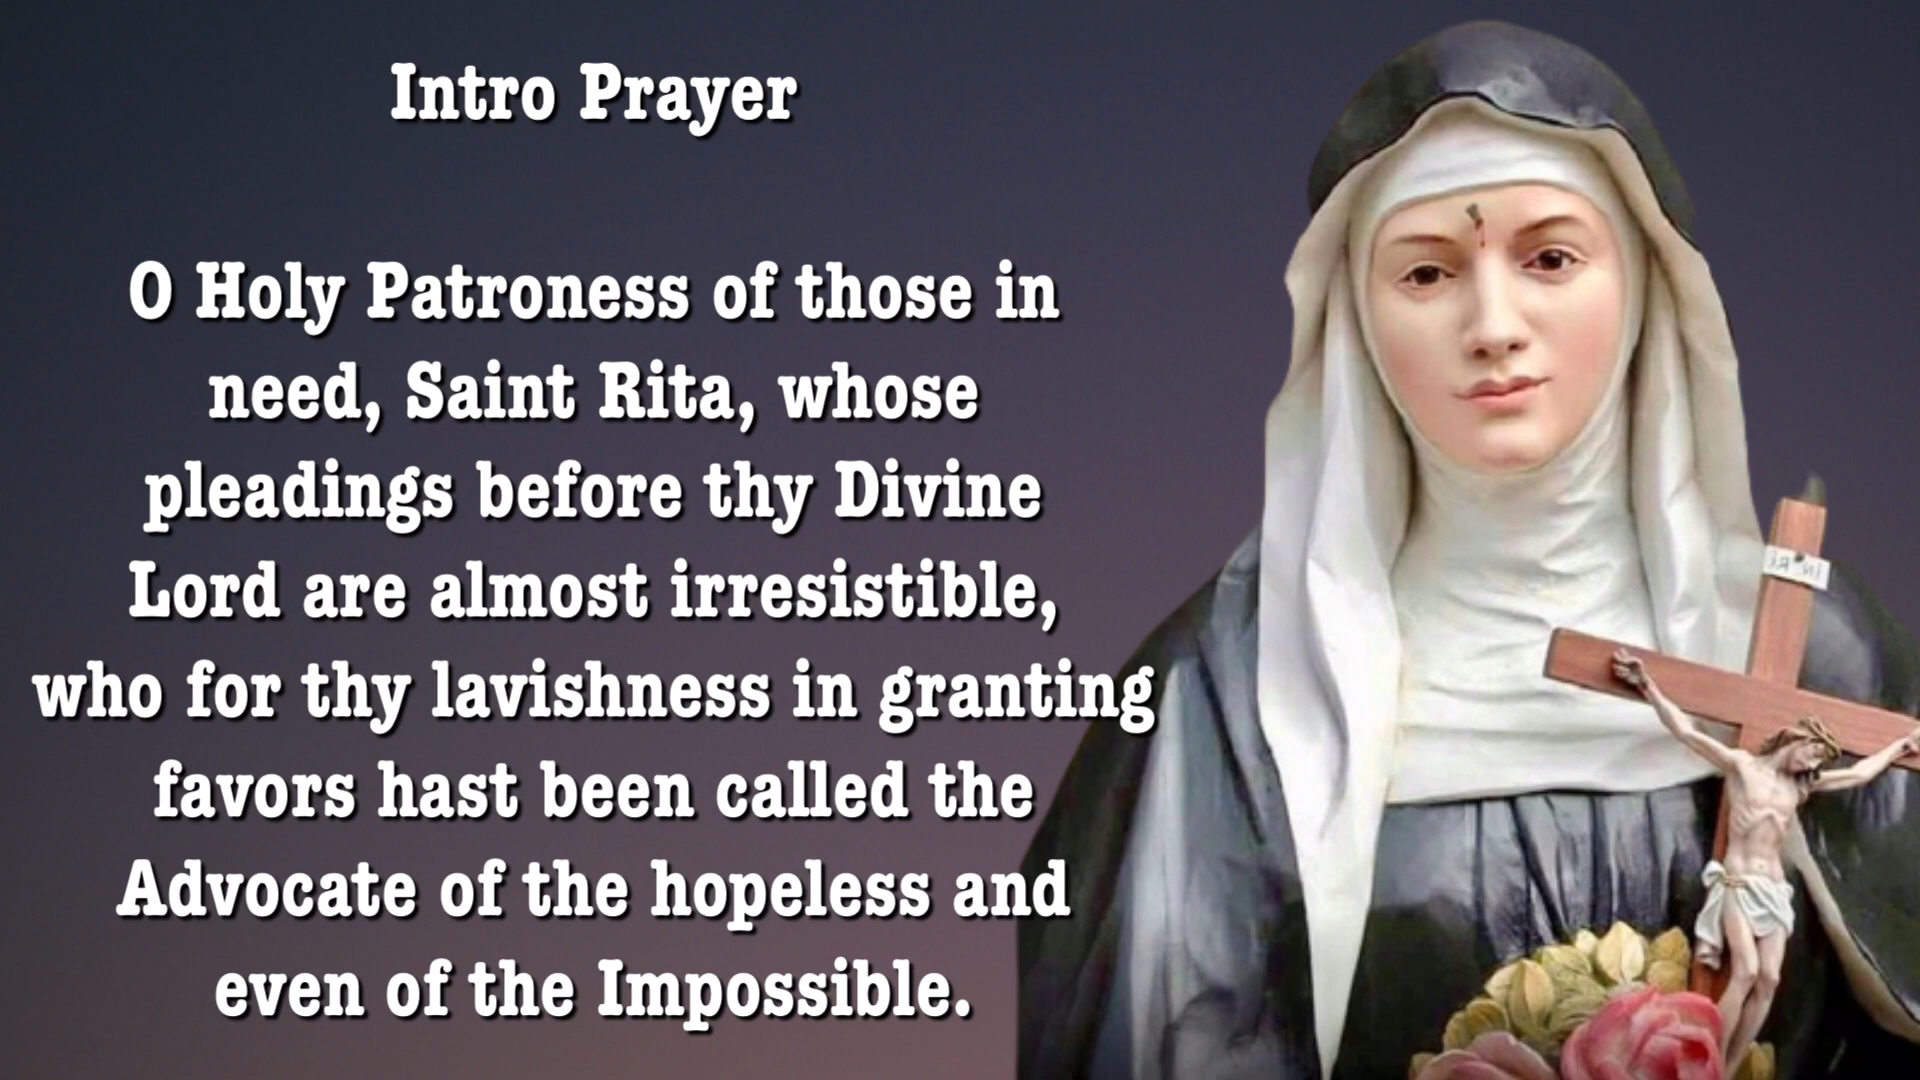 Intro Prayer
O Holy Patroness of those in
need, Saint Rita, whose
pleadings before thy Divine
Lord are almost irresistible,
who for thy lavishness in granting
favors hast been called the
Advocate of the hopeless and
even of the Impossible.